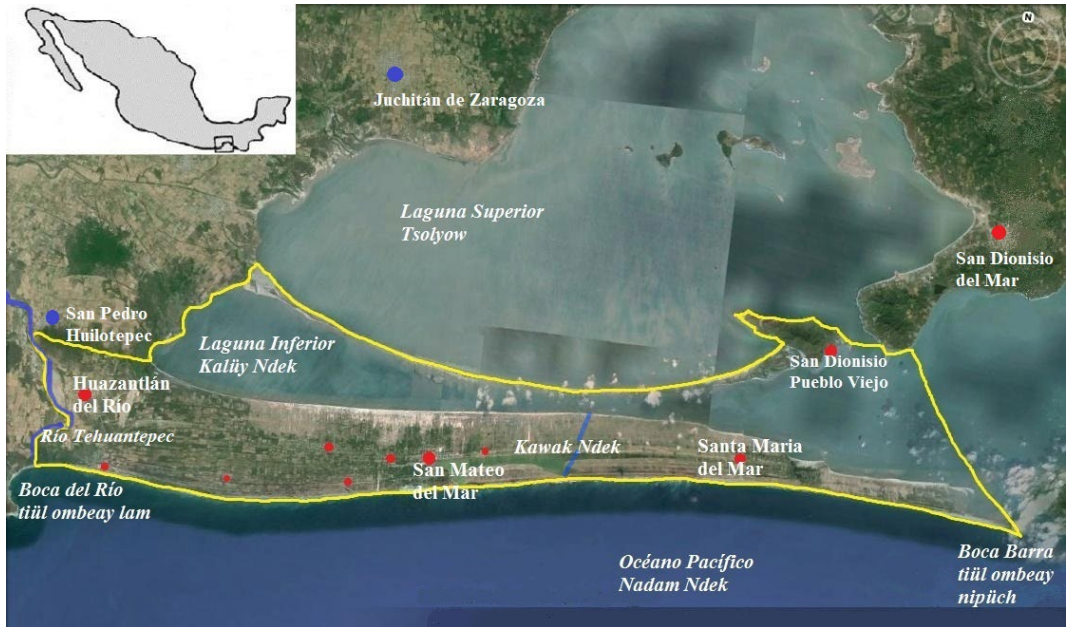 N
Juchitán de Zaragoza
Laguna Superior
Tsolyow
San Dionisio
del Mar
San Pedro
Huilotepec
Laguna Inferior
Kalüy Ndek
San Dionisio
Pueblo Viejo
Huazantlán
del Río
Río Tehuantepec
Kawak Ndek
San Mateo
del Mar
Santa Maria
del Mar
Boca del Río
tiül ombeay lam
Océano Pacífico
Nadam Ndek
Boca Barra
tiül ombeay
nipüch